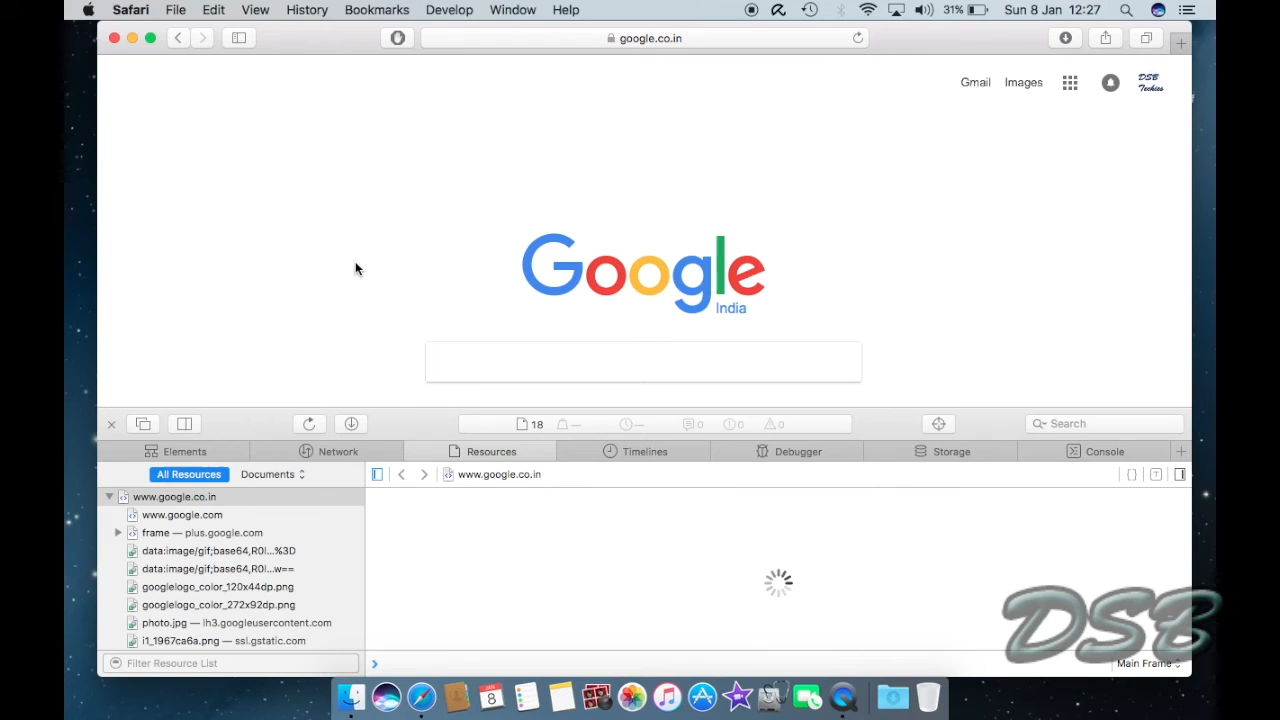 Safari File Edit View History Bookmarks Develop Window Help 31% Sun 8 Jan 12:27
google.co.in
Gmail Images DSB
Techies
Google
India
18 — — 0 0 0 Search
Elements Network Resources Timelines Debugger Storage Console
All Resources Documents www.google.co.in
www.google.co.in
www.google.com
frame — plus.google.com
data:image/gif;base64,R0l...%3D
data:image/gif;base64,R0l...w==
googlelogo_color_120x44dp.png
googlelogo_color_272x92dp.png
photo.jpg — lh3.googleusercontent.com
i1_1967ca6a.png — ssl.gstatic.com
DSB
Filter Resource List Main Frame
JAN
8